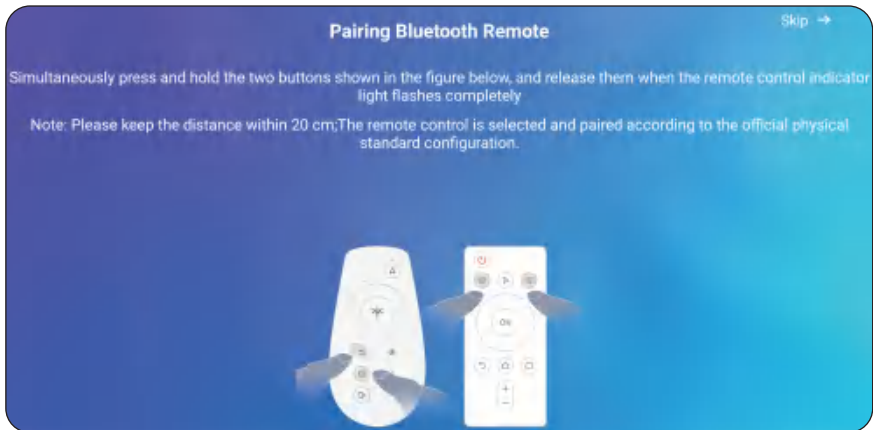 Skip →
Pairing Bluetooth Remote
Simultaneously press and hold the two buttons shown in the figure below, and release them when the remote control indicator
light flashes completely
Note: Please keep the distance within 20 cm;The remote control is selected and paired according to the official physical
standard configuration.
OK
+
−